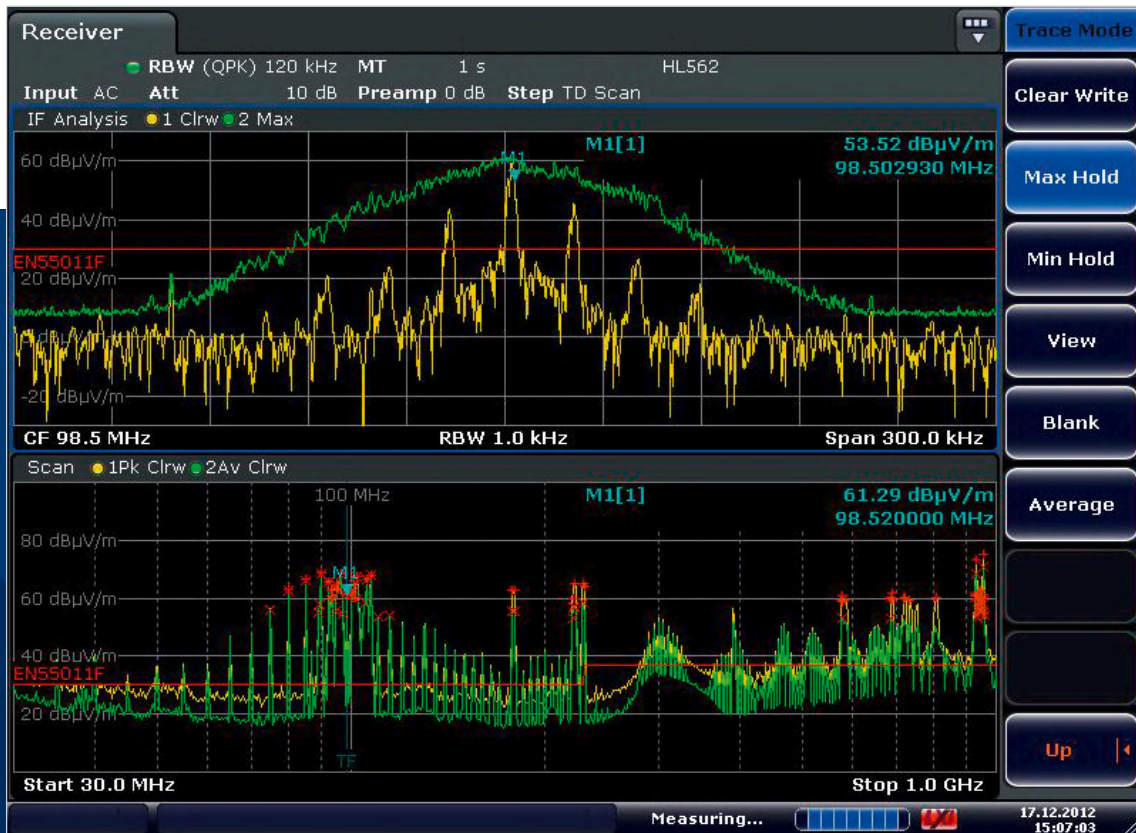 Receiver
Trace Mode
RBW (QPK) 120 kHz MT 1 s HL562
Input AC Att 10 dB Preamp 0 dB Step TD Scan
Clear Write
IF Analysis 1 Clrw 2 Max
M1[1] 53.52 dBµV/m
98.502930 MHz
60 dBµV/m
M1
Max Hold
40 dBµV/m
EN55011F
Min Hold
20 dBµV/m
0 dBµV/m
View
-20 dBµV/m
Blank
CF 98.5 MHz RBW 1.0 kHz Span 300.0 kHz
Scan 1Pk Clrw 2Av Clrw
100 MHz M1[1] 61.29 dBµV/m
98.520000 MHz
Average
80 dBµV/m
M1
60 dBµV/m
40 dBµV/m
EN55011F
20 dBµV/m
Up
TF
Start 30.0 MHz Stop 1.0 GHz
Measuring...
17.12.2012
15:07:03